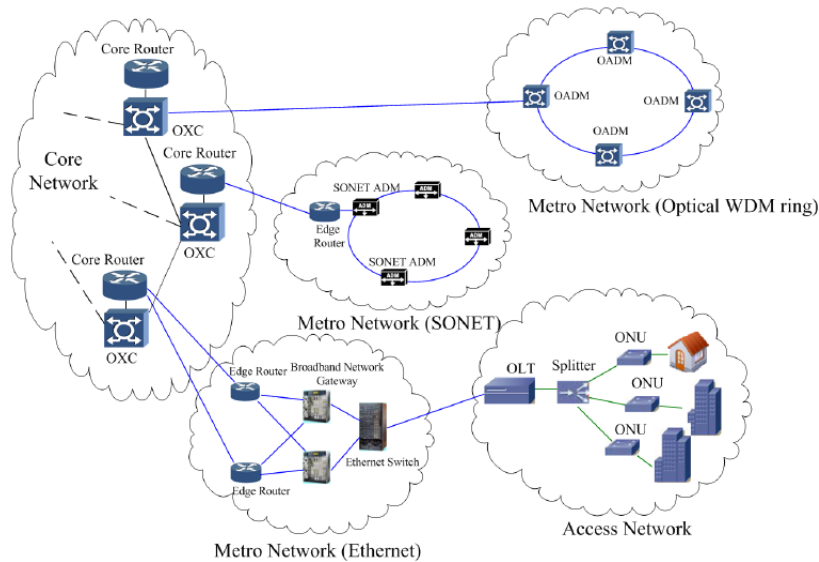 Core Router
OXC
Core Router
Core
Network
OXC
Core Router
OXC
OADM
OADM
OADM
OADM
Metro Network (Optical WDM ring)
SONET ADM
ADM
ADM
Edge
Router
ADM
SONET ADM
ADM
Metro Network (SONET)
Edge Router
Broadband Network
Gateway
Ethernet Switch
Edge Router
Metro Network (Ethernet)
OLT
Splitter
ONU
ONU
ONU
Access Network